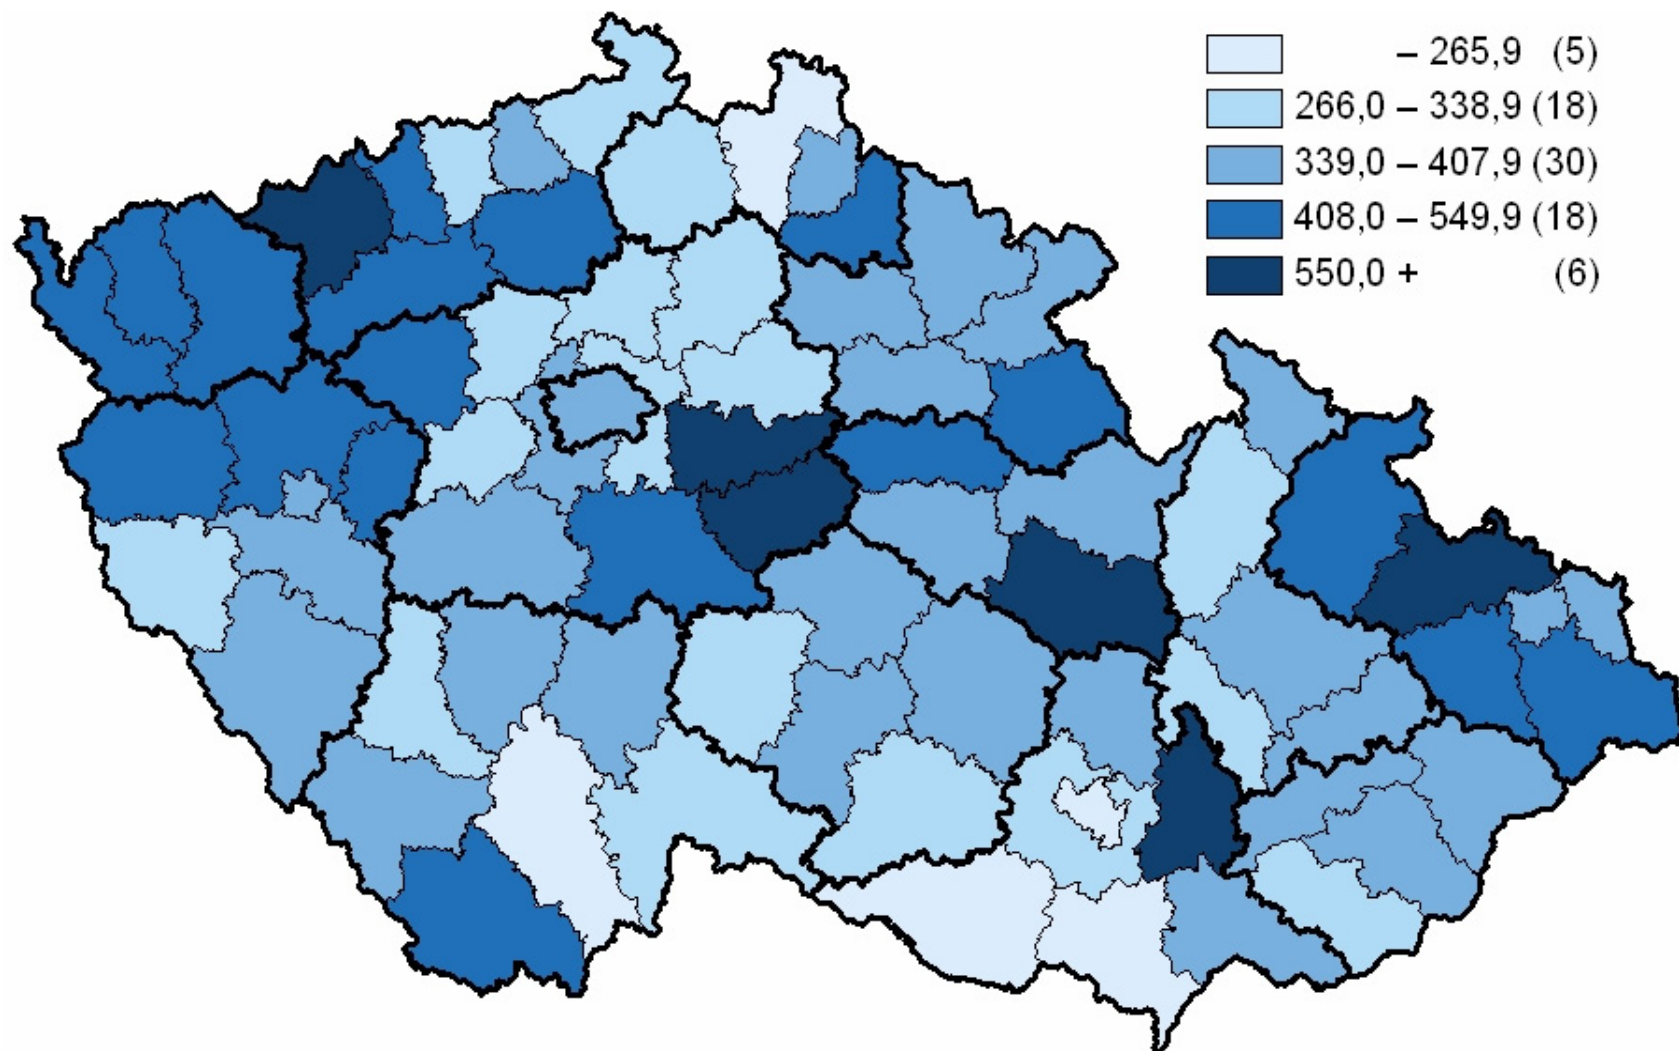 – 265,9 (5)
266,0 – 338,9 (18)
339,0 – 407,9 (30)
408,0 – 549,9 (18)
550,0 + (6)